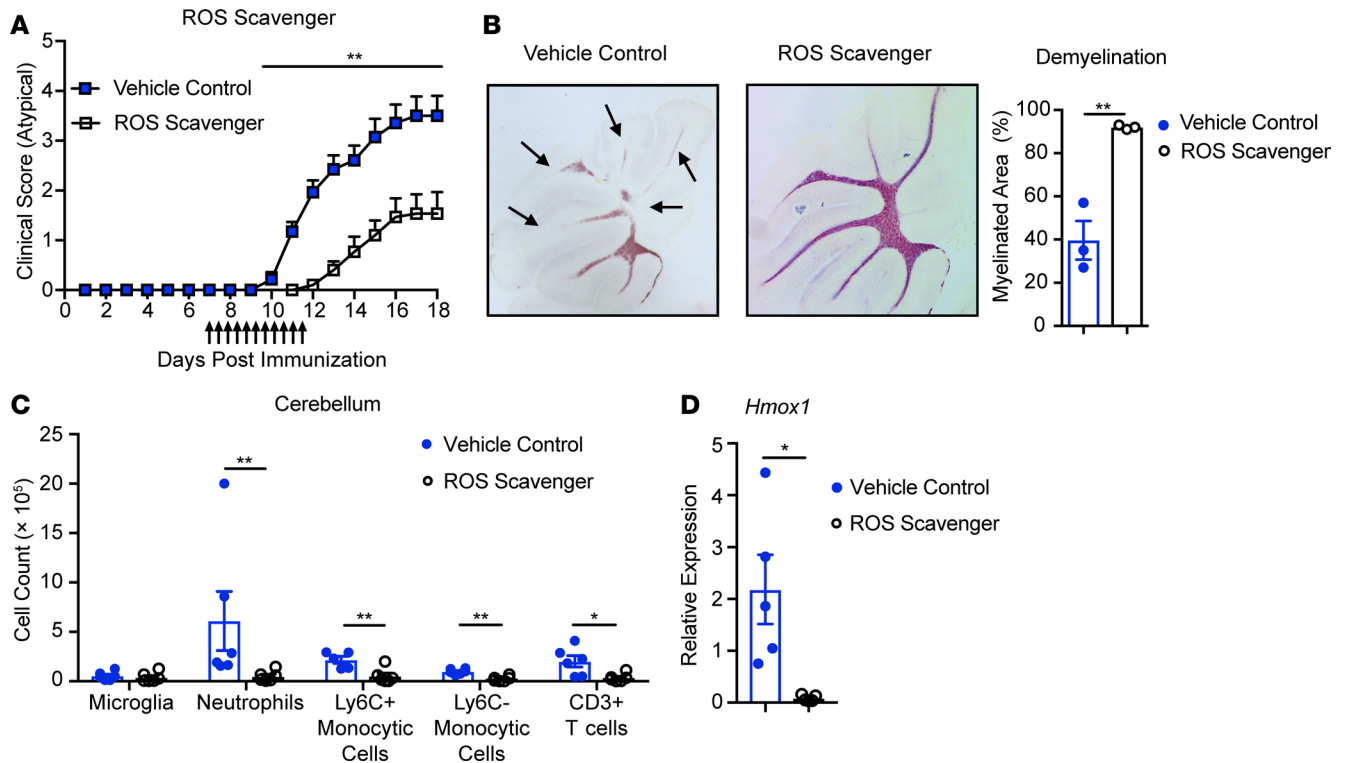 A
ROS Scavenger
Clinical Score (Atypical)
5
4
3
2
1
0
**
Vehicle Control
ROS Scavenger
0 2 4 6 8 10 12 14 16 18
Days Post Immunization
B
Vehicle Control
ROS Scavenger
Demyelination
Myelinated Area (%)
100
80
60
40
20
0
**
Vehicle Control
ROS Scavenger
C
Cerebellum
Cell Count (× 10⁵)
25
20
15
10
5
0
**
**
**
*
Vehicle Control
ROS Scavenger
Microglia
Neutrophils
Ly6C+
Monocytic
Cells
Ly6C-
Monocytic
Cells
CD3+
T cells
D
Hmox1
Relative Expression
5
4
3
2
1
0
*
Vehicle Control
ROS Scavenger